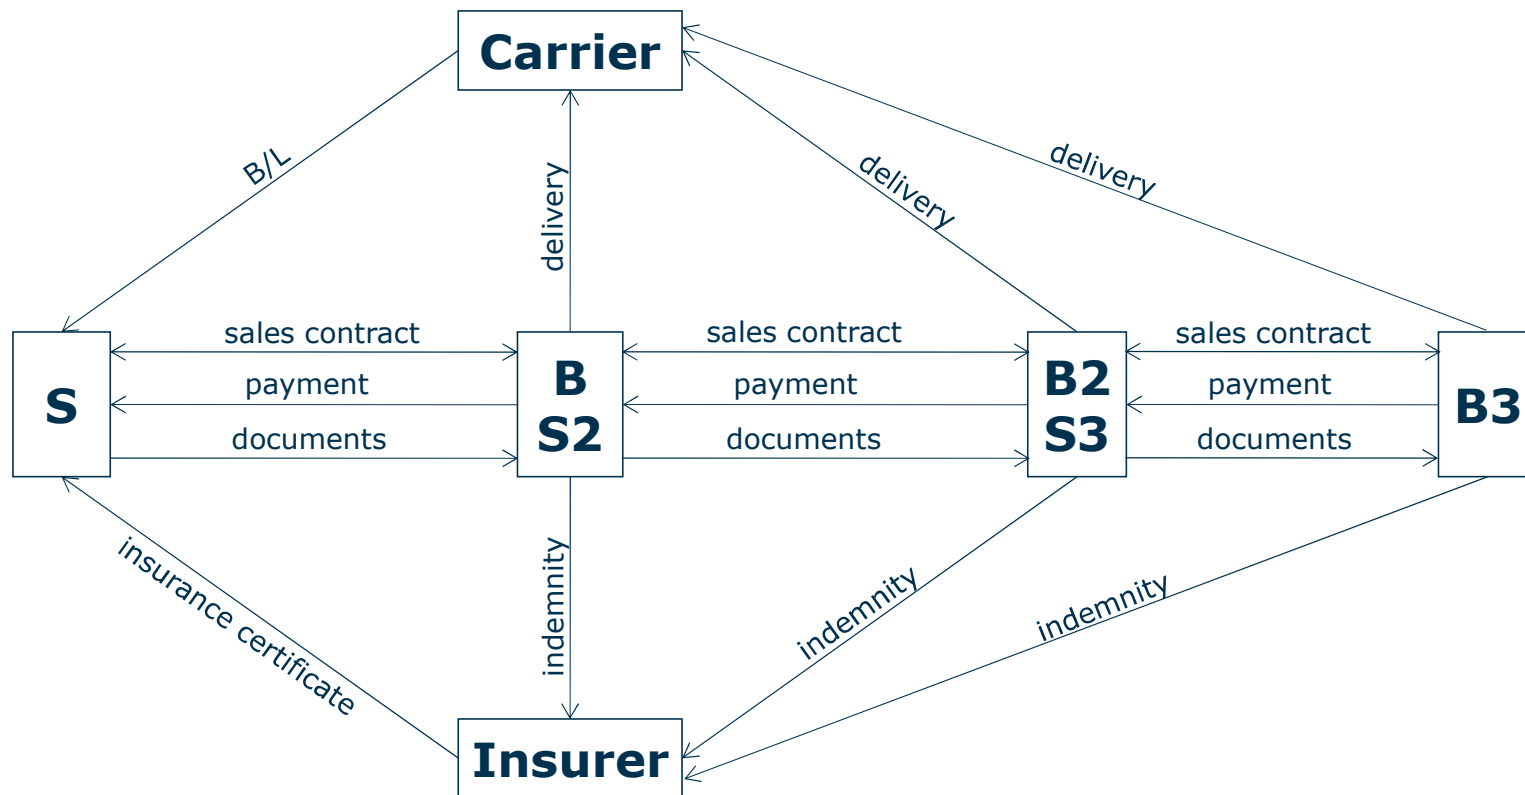 Carrier
B/L
delivery
delivery
delivery
sales contract
sales contract
sales contract
S
payment
documents
B
S2
payment
documents
B2
S3
payment
documents
B3
insurance certificate
indemnity
indemnity
indemnity
Insurer